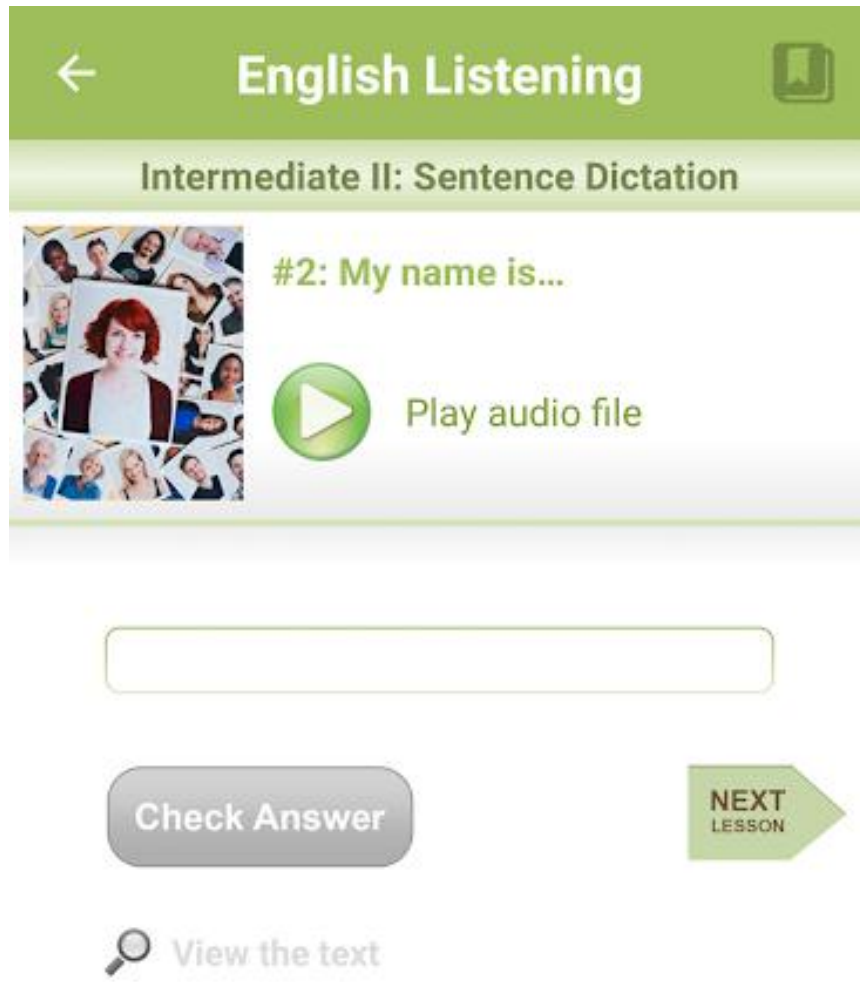 English Listening
Intermediate II: Sentence Dictation
#2: My name is...
Play audio file
Check Answer
NEXT
LESSON
View the text